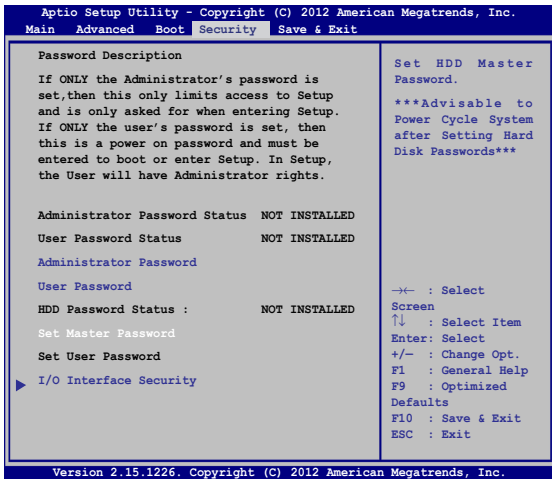 Aptio Setup Utility - Copyright (C) 2012 American Megatrends, Inc.
Main Advanced Boot Security Save & Exit
Password Description
If ONLY the Administrator's password is
set,then this only limits access to Setup
and is only asked for when entering Setup.
If ONLY the user's password is set, then
this is a power on password and must be
entered to boot or enter Setup. In Setup,
the User will have Administrator rights.
Administrator Password Status NOT INSTALLED
User Password Status NOT INSTALLED
Administrator Password
User Password
HDD Password Status : NOT INSTALLED
Set Master Password
Set User Password
I/O Interface Security
Set HDD Master
Password.
***Advisable to
Power Cycle System
after Setting Hard
Disk Passwords***
→← : Select
Screen
↑↓ : Select Item
Enter: Select
+/— : Change Opt.
F1 : General Help
F9 : Optimized
Defaults
F10 : Save & Exit
ESC : Exit
Version 2.15.1226. Copyright (C) 2012 American Megatrends, Inc.